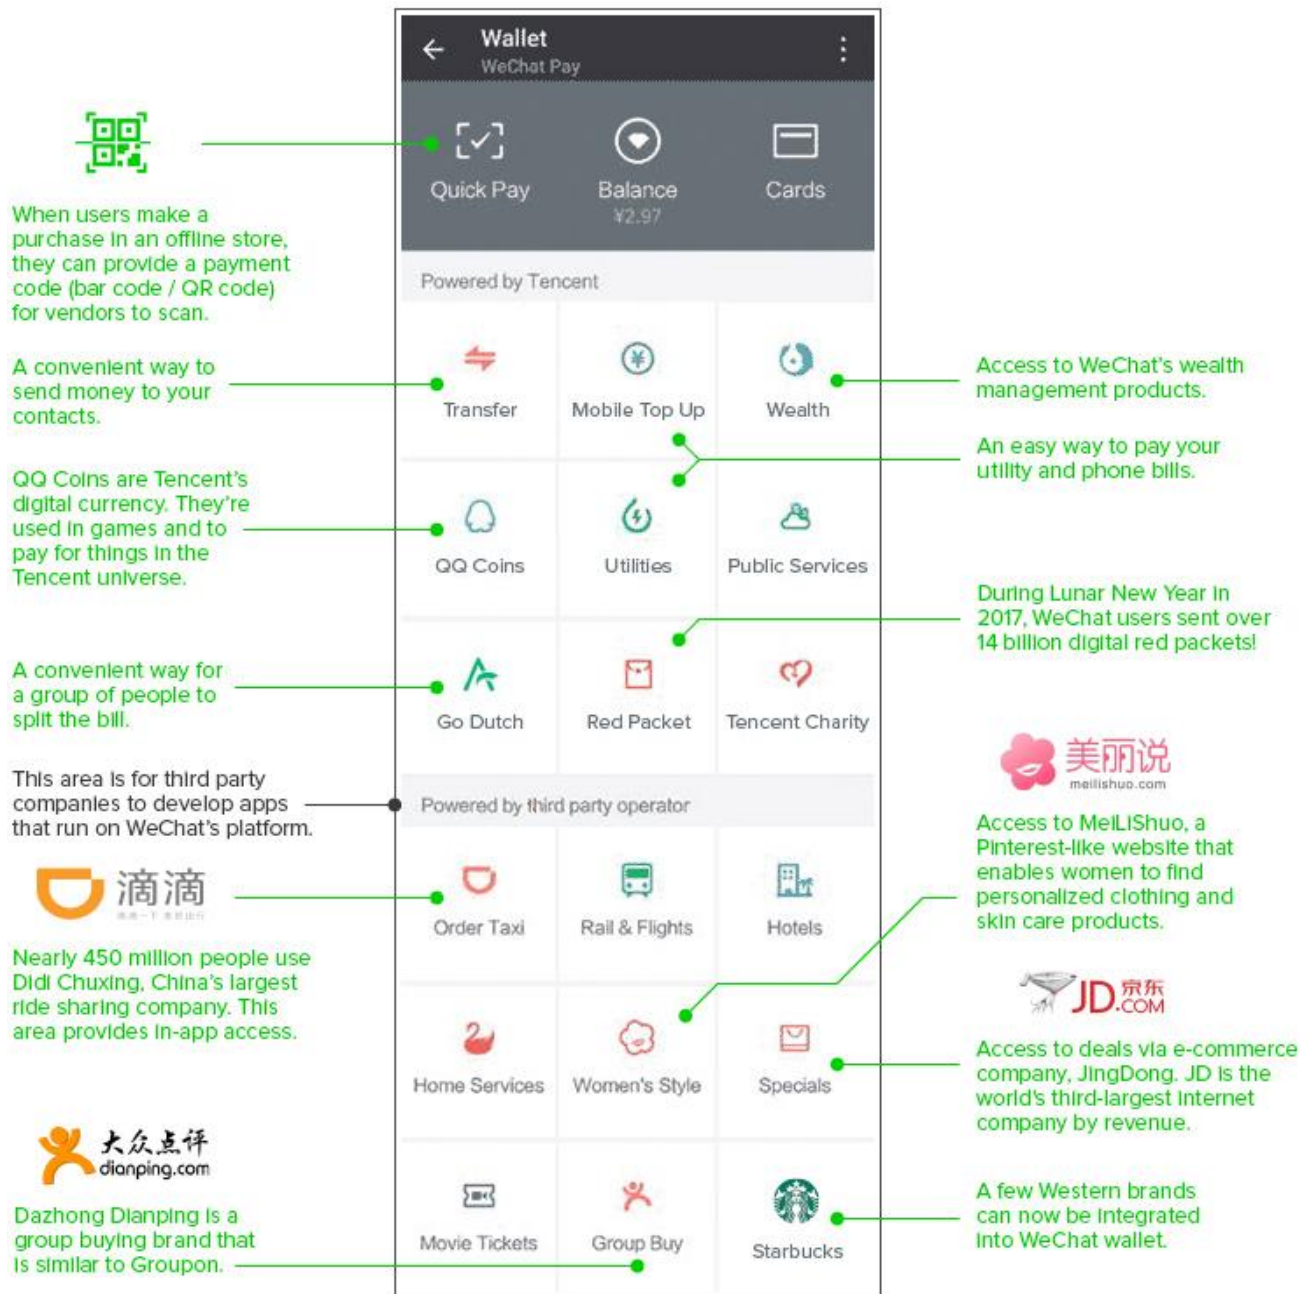 Wallet
WeChat Pay
Quick Pay
Balance
¥2.97
Cards
When users make a
purchase in an offline store,
they can provide a payment
code (bar code / QR code)
for vendors to scan.
Powered by Tencent
A convenient way to
send money to your
contacts.
Transfer
Mobile Top Up
Wealth
Access to WeChat's wealth
management products.
An easy way to pay your
utility and phone bills.
QQ Coins are Tencent's
digital currency. They're
used in games and to
pay for things in the
Tencent universe.
QQ Coins
Utilities
Public Services
During Lunar New Year in
2017, WeChat users sent over
14 billion digital red packets!
A convenient way for
a group of people to
split the bill.
Go Dutch
Red Packet
Tencent Charity
This area is for third party
companies to develop apps
that run on WeChat's platform.
Powered by third party operator
美丽说
meilishuo.com
Access to MeiLiShuo, a
Pinterest-like website that
enables women to find
personalized clothing and
skin care products.
滴滴
Order Taxi
Rail & Flights
Hotels
Nearly 450 million people use
Didi Chuxing, China's largest
ride sharing company. This
area provides in-app access.
JD.COM 京东
Home Services
Women's Style
Specials
Access to deals via e-commerce
company, JingDong. JD is the
world's third-largest internet
company by revenue.
大众点评
dianping.com
Dazhong Dianping is a
group buying brand that
is similar to Groupon.
Movie Tickets
Group Buy
Starbucks
A few Western brands
can now be integrated
into WeChat wallet.